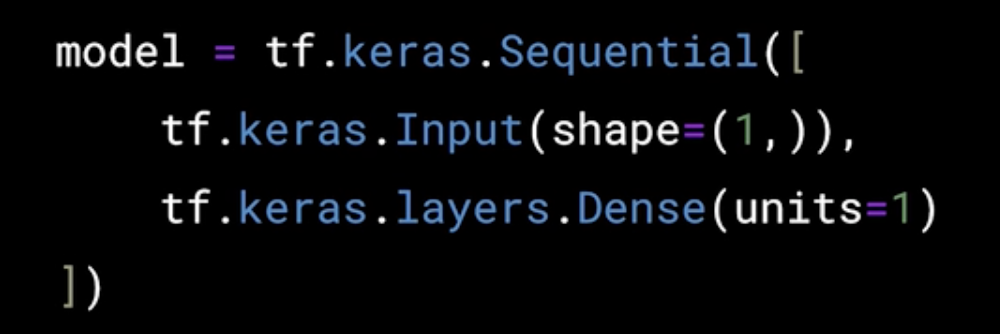 model = tf.keras.Sequential([
    tf.keras.Input(shape=(1,)),
    tf.keras.layers.Dense(units=1)
])